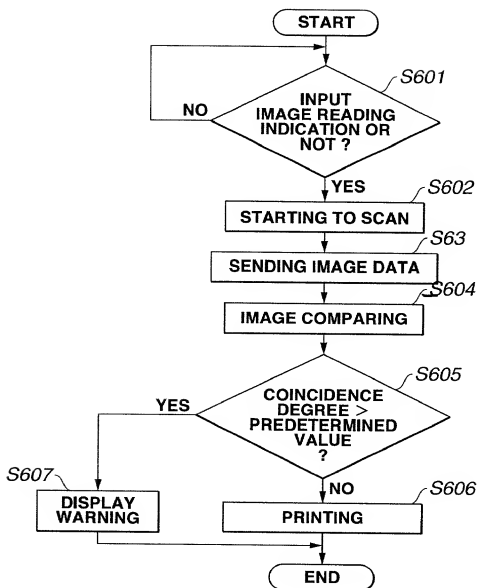 START
S601
INPUT
IMAGE READING
INDICATION OR
NOT ?
NO
YES
S602
STARTING TO SCAN
S63
SENDING IMAGE DATA
S604
IMAGE COMPARING
S605
COINCIDENCE
DEGREE >
PREDETERMINED
VALUE
?
YES
NO
S607
DISPLAY
WARNING
S606
PRINTING
END